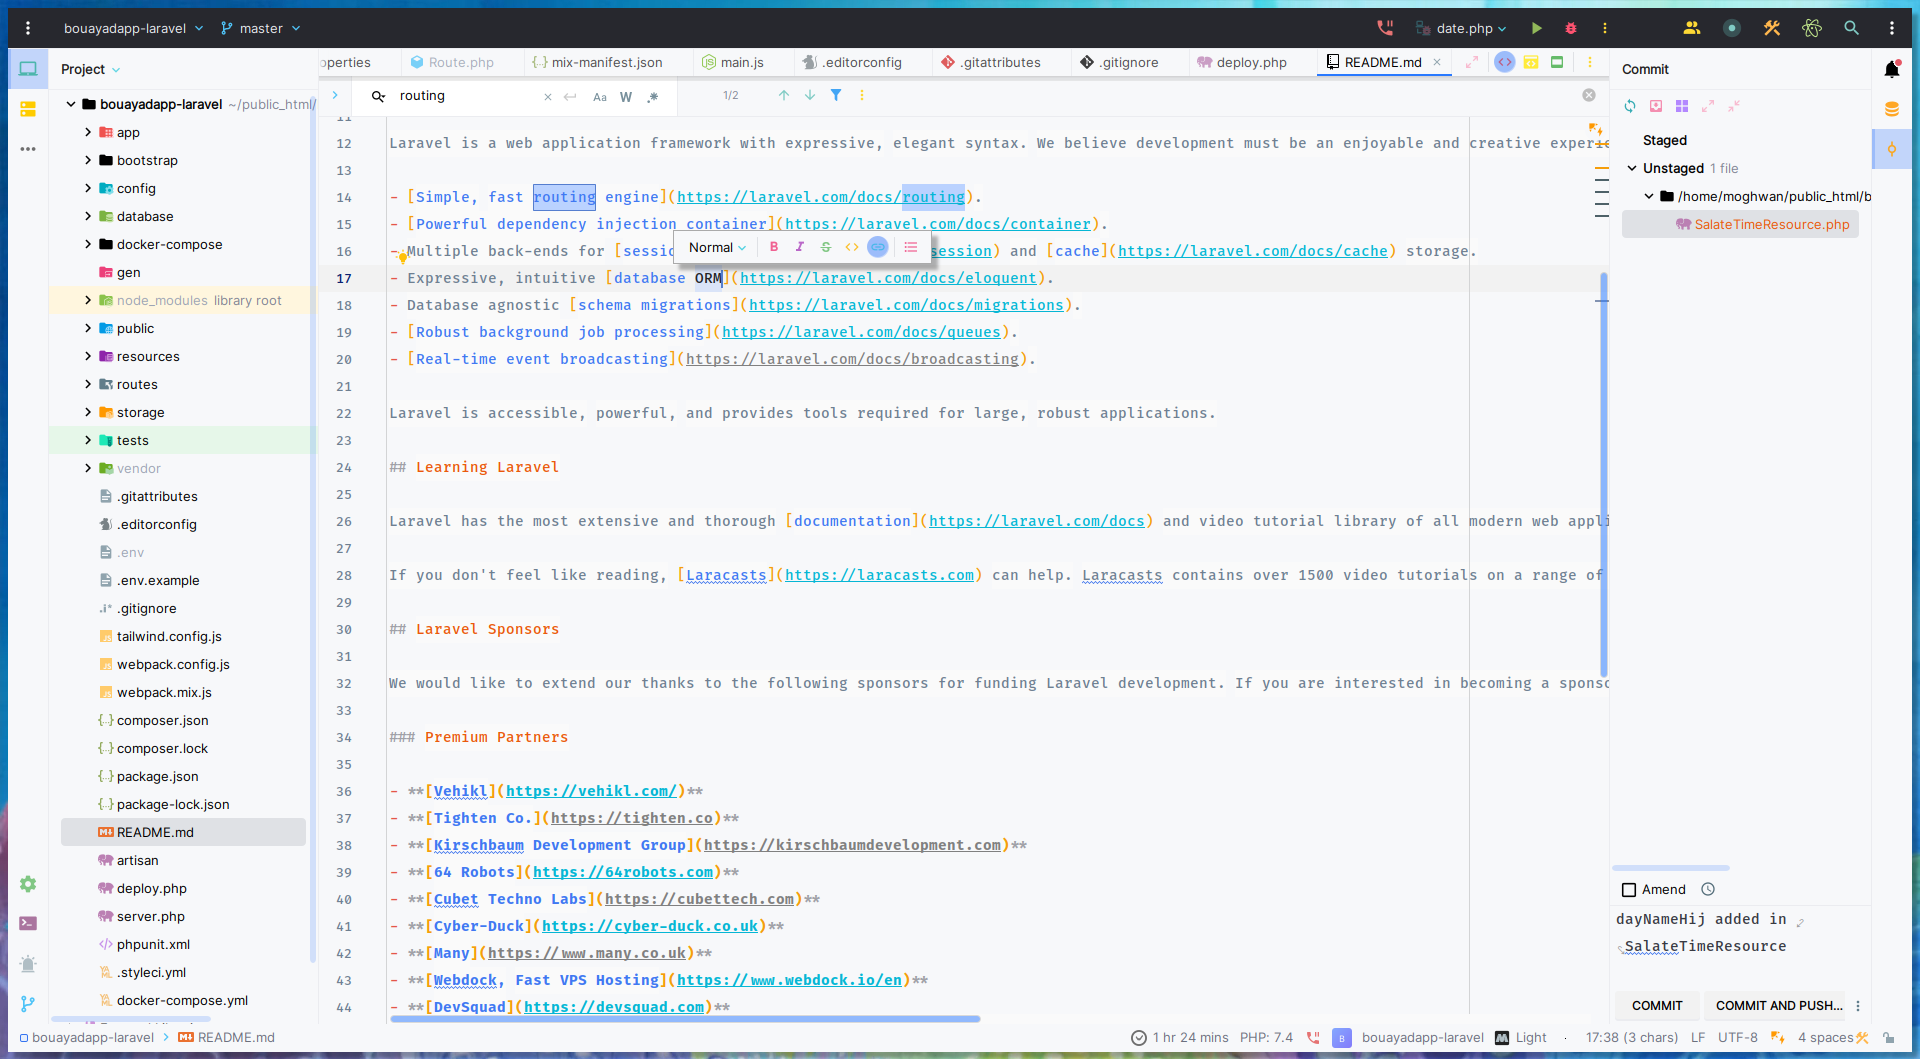 bouayadapp-laravel
master
date.php
Project
operties
Route.php
mix-manifest.json
main.js
.editorconfig
.gitattributes
.gitignore
deploy.php
README.md
Commit
routing
Aa
W
1/2
bouayadapp-laravel ~/public_html/
app
bootstrap
config
database
docker-compose
gen
node_modules library root
public
resources
routes
storage
tests
vendor
.gitattributes
.editorconfig
.env
.env.example
.gitignore
tailwind.config.js
webpack.config.js
webpack.mix.js
composer.json
composer.lock
package.json
package-lock.json
README.md
artisan
deploy.php
server.php
phpunit.xml
.styleci.yml
docker-compose.yml
11
12 Laravel is a web application framework with expressive, elegant syntax. We believe development must be an enjoyable and creative experie
13
14 - [Simple, fast routing engine](https://laravel.com/docs/routing).
15 - [Powerful dependency injection container](https://laravel.com/docs/container).
16 - Multiple back-ends for [sessio session) and [cache](https://laravel.com/docs/cache) storage.
Normal
B
I
S
17 - Expressive, intuitive [database ORM](https://laravel.com/docs/eloquent).
18 - Database agnostic [schema migrations](https://laravel.com/docs/migrations).
19 - [Robust background job processing](https://laravel.com/docs/queues).
20 - [Real-time event broadcasting](https://laravel.com/docs/broadcasting).
21
22 Laravel is accessible, powerful, and provides tools required for large, robust applications.
23
24 ## Learning Laravel
25
26 Laravel has the most extensive and thorough [documentation](https://laravel.com/docs) and video tutorial library of all modern web appli
27
28 If you don't feel like reading, [Laracasts](https://laracasts.com) can help. Laracasts contains over 1500 video tutorials on a range of
29
30 ## Laravel Sponsors
31
32 We would like to extend our thanks to the following sponsors for funding Laravel development. If you are interested in becoming a sponso
33
34 ### Premium Partners
35
36 - **[Vehikl](https://vehikl.com/)**
37 - **[Tighten Co.](https://tighten.co)**
38 - **[Kirschbaum Development Group](https://kirschbaumdevelopment.com)**
39 - **[64 Robots](https://64robots.com)**
40 - **[Cubet Techno Labs](https://cubettech.com)**
41 - **[Cyber-Duck](https://cyber-duck.co.uk)**
42 - **[Many](https://www.many.co.uk)**
43 - **[Webdock, Fast VPS Hosting](https://www.webdock.io/en)**
44 - **[DevSquad](https://devsquad.com)**
Staged
Unstaged 1 file
/home/moghwan/public_html/b
SalateTimeResource.php
Amend
dayNameHij added in
SalateTimeResource
COMMIT
COMMIT AND PUSH...
bouayadapp-laravel
README.md
1 hr 24 mins
PHP: 7.4
B
bouayadapp-laravel
Light
17:38 (3 chars)
LF
UTF-8
4 spaces